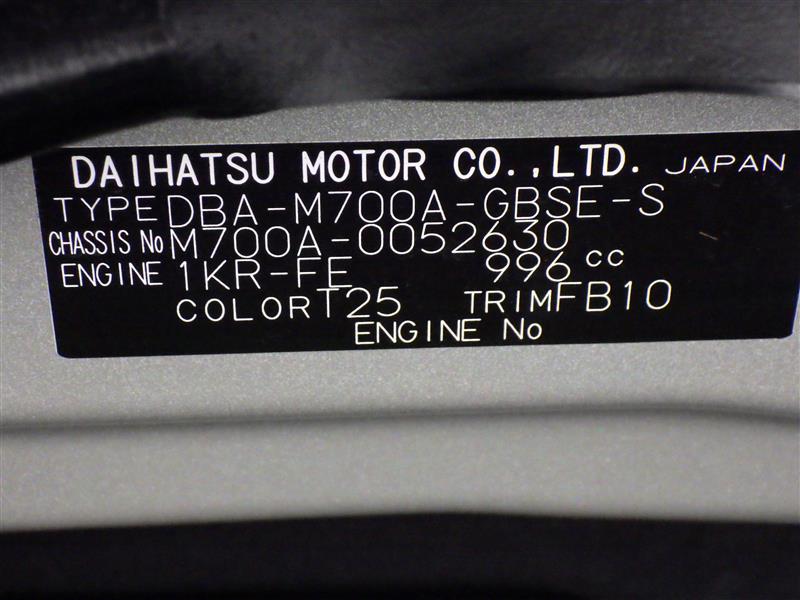 DAIHATSU MOTOR CO.,LTD. JAPAN
TYPE DBA-M700A-GBSE-S
CHASSIS No M700A-0052630
ENGINE 1KR-FE 996 cc
COLOR T25 TRIM FB10
ENGINE No